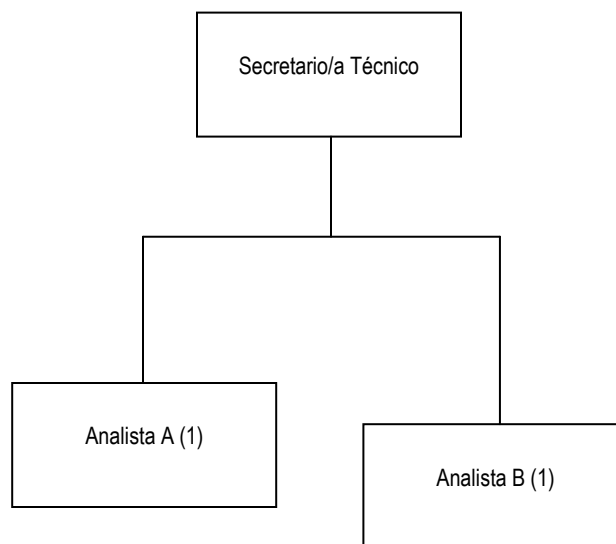 Secretario/a Técnico
Analista A (1)
Analista B (1)